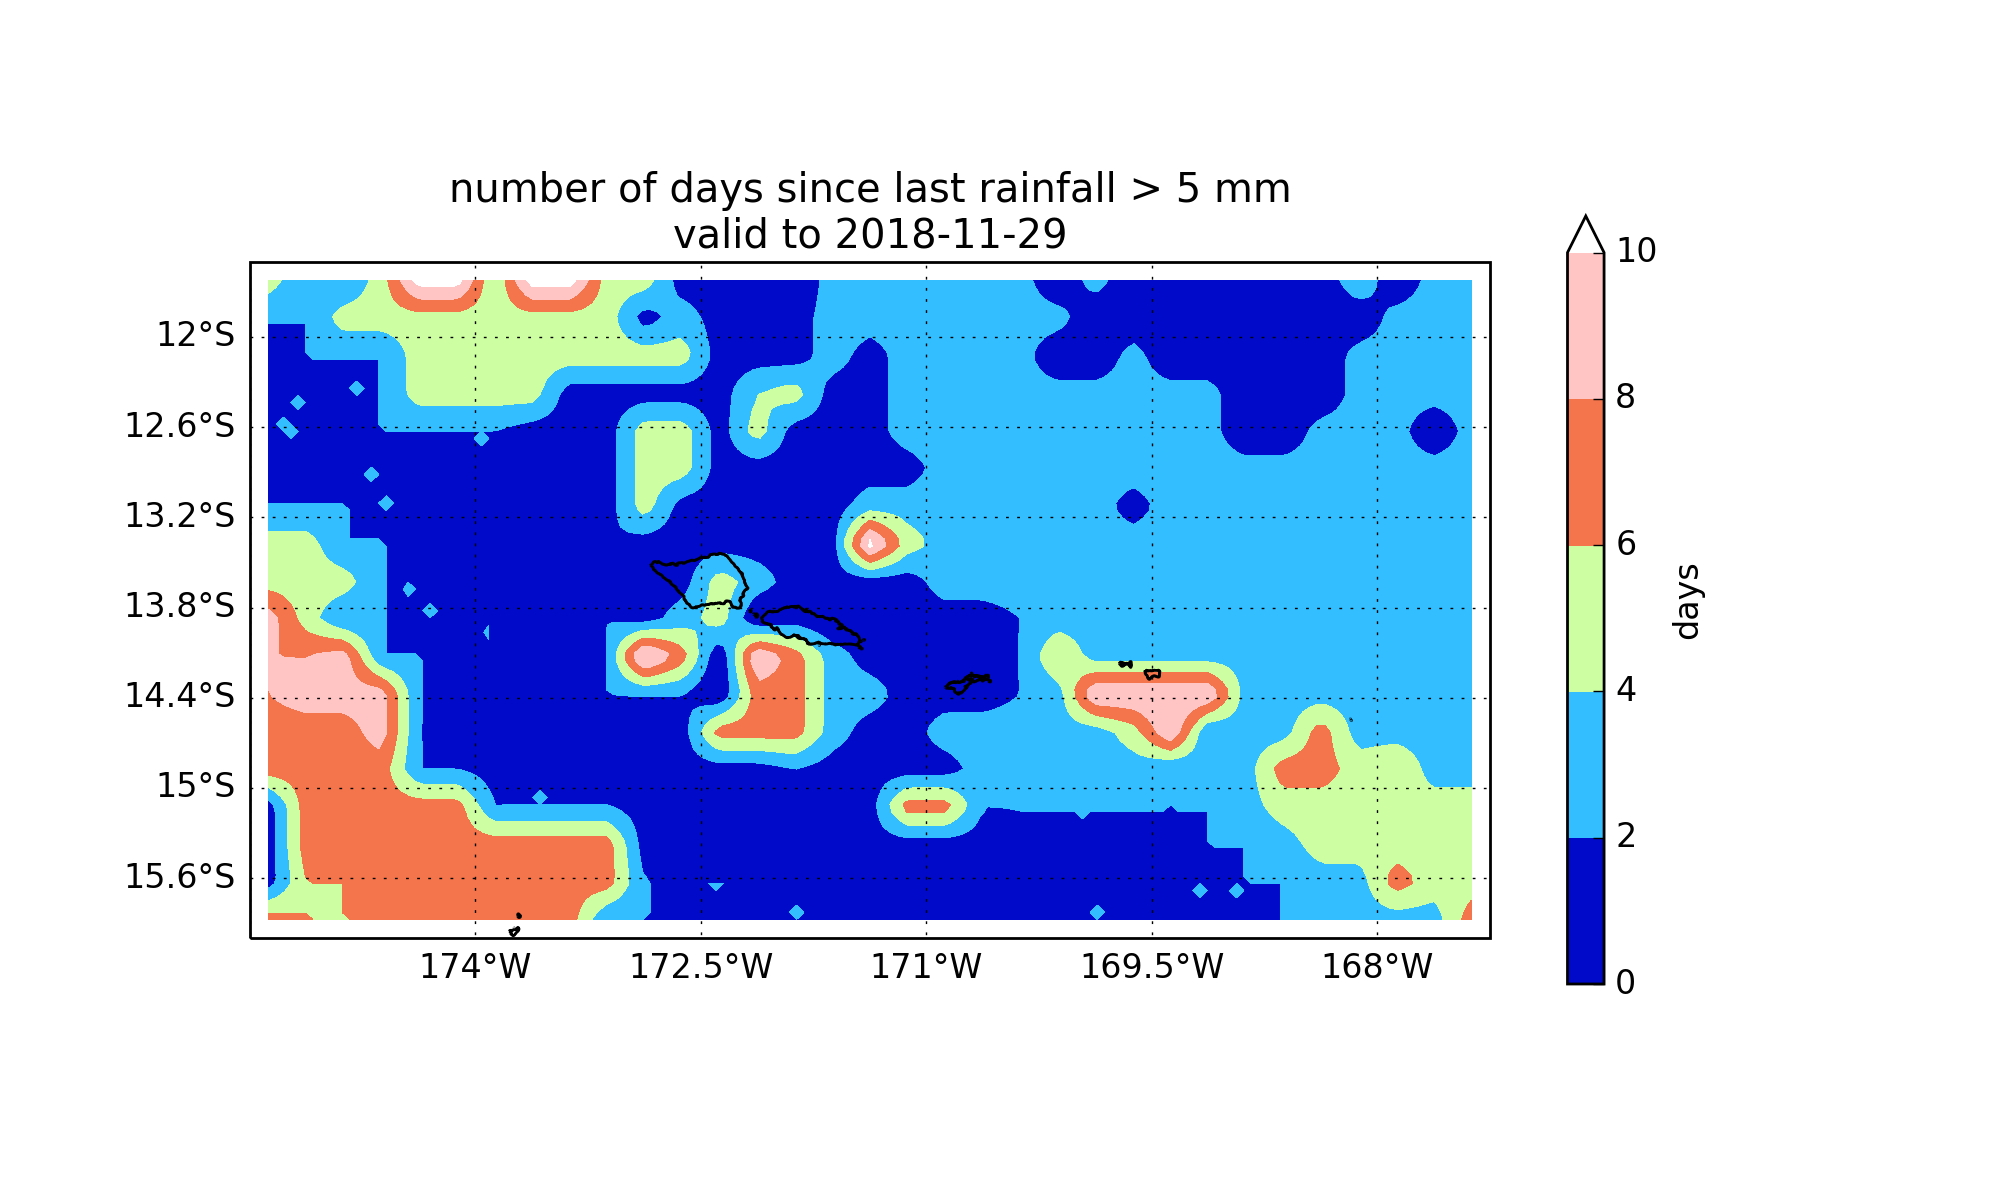 number of days since last rainfall > 5 mm
valid to 2018-11-29
12°S
12.6°S
13.2°S
13.8°S
14.4°S
15°S
15.6°S
174°W
172.5°W
171°W
169.5°W
168°W
10
8
6
4
2
0
days